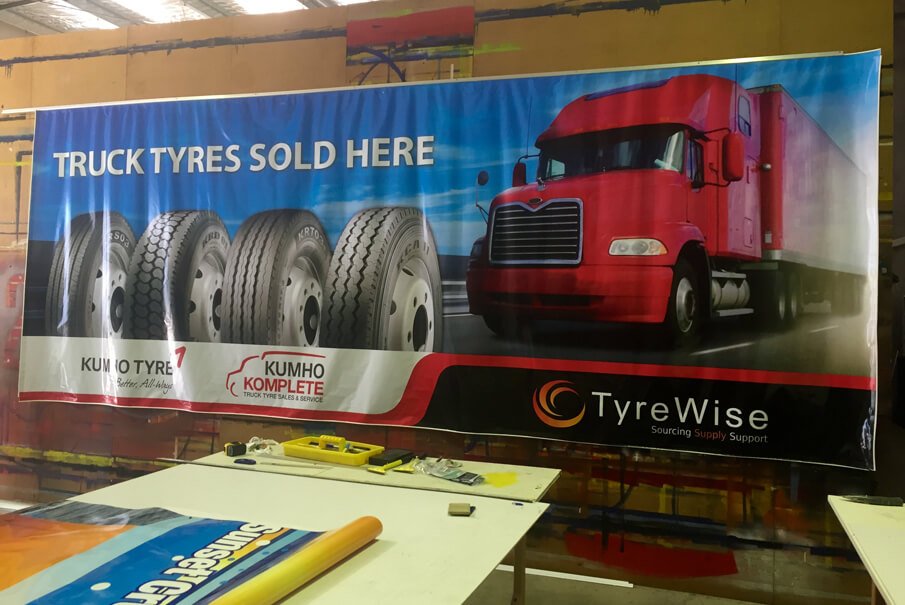 TRUCK TYRES SOLD HERE
KUMHO TYRE
Better, All-Ways
KUMHO
KOMPLETE
TRUCK TYRE SALES & SERVICE
TyreWise
Sourcing Supply Support
Sunset